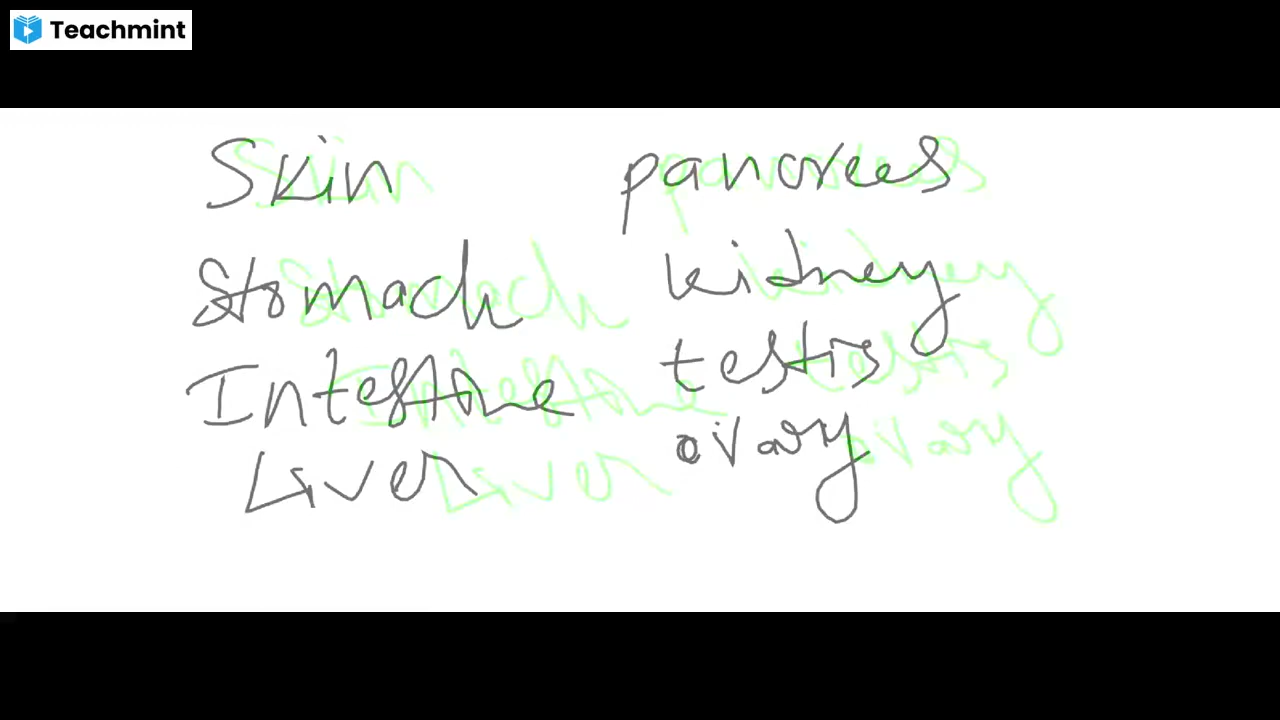 Teachmint
Skin
Stomach
Intestine
Liver
pancrees
kidney
testis
ovary